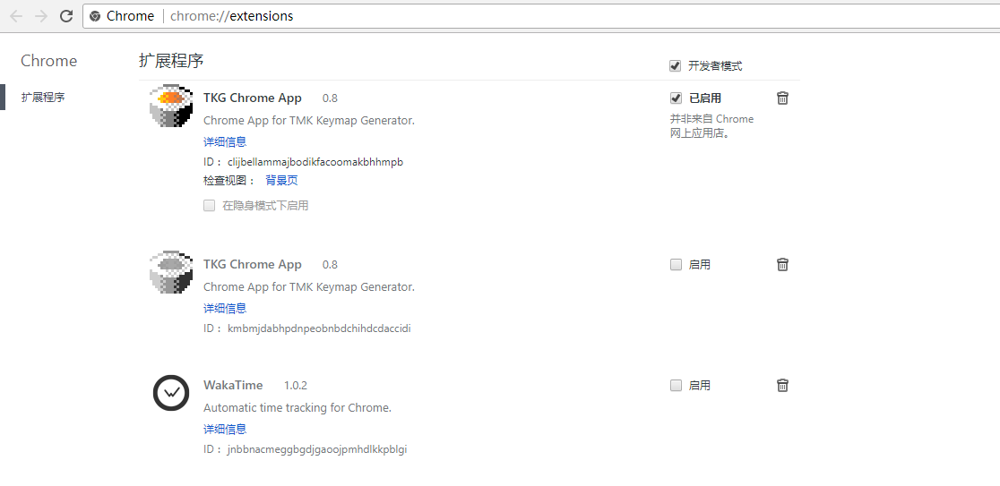 Chrome chrome://extensions
Chrome
扩展程序
开发者模式
扩展程序
TKG Chrome App 0.8
已启用
Chrome App for TMK Keymap Generator.
并非来自 Chrome
网上应用店。
详细信息
ID： clijbellammajbodikfacoomakbhhmpb
检查视图： 背景页
在隐身模式下启用
TKG Chrome App 0.8
启用
Chrome App for TMK Keymap Generator.
详细信息
ID： kmbmjdabhpdnpeobnbdchihdcdaccidi
WakaTime 1.0.2
启用
Automatic time tracking for Chrome.
详细信息
ID： jnbbnacmeggbgdjgaoojpmhdlkkpblgi